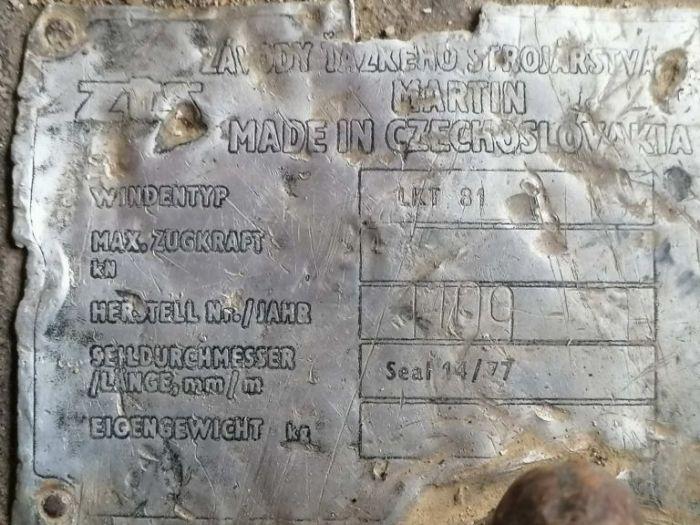 ZÁVODY ŤAŽKÉHO STROJÁRSTVA
ZŤS MARTIN
MADE IN CZECHOSLOVAKIA
WINDENTYP LKT 81
MAX. ZUGKRAFT
kN
HERSTELL Nr./JAHR
SEILDURCHMESSER
/LÄNGE, mm/m Seal 14/77
EIGENGEWICHT kg